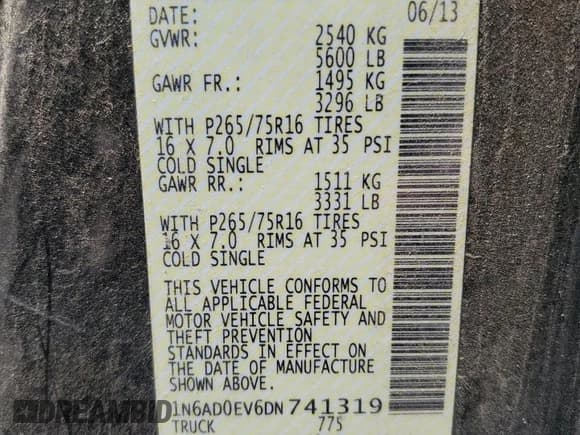 DATE: 06/13
GVWR: 2540 KG
5600 LB
GAWR FR.: 1495 KG
3296 LB
WITH P265/75R16 TIRES
16 X 7.0 RIMS AT 35 PSI
COLD SINGLE
GAWR RR.: 1511 KG
3331 LB
WITH P265/75R16 TIRES
16 X 7.0 RIMS AT 35 PSI
COLD SINGLE
THIS VEHICLE CONFORMS TO
ALL APPLICABLE FEDERAL
MOTOR VEHICLE SAFETY AND
THEFT PREVENTION
STANDARDS IN EFFECT ON
THE DATE OF MANUFACTURE
SHOWN ABOVE.
1N6AD0EV6DN741319
TRUCK 775
DREAMBID